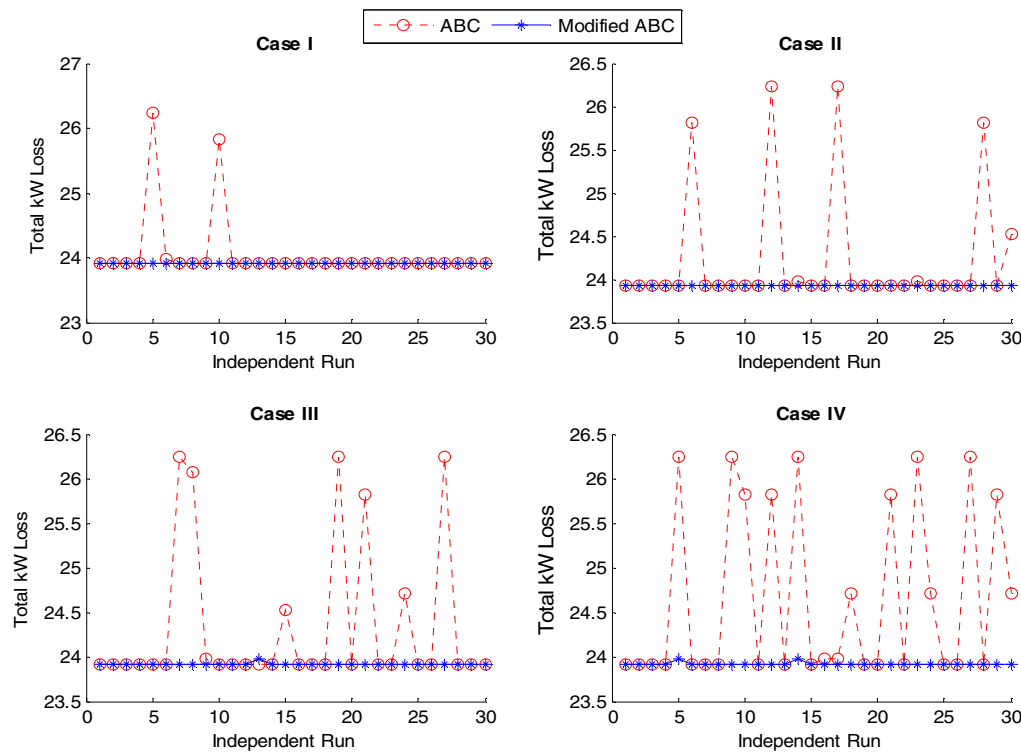 ABC Modified ABC
Case I
Total kW Loss
27
26
25
24
23
0 5 10 15 20 25 30
Independent Run
Case II
Total kW Loss
26.5
26
25.5
25
24.5
24
23.5
0 5 10 15 20 25 30
Independent Run
Case III
Total kW Loss
26.5
26
25.5
25
24.5
24
23.5
0 5 10 15 20 25 30
Independent Run
Case IV
Total kW Loss
26.5
26
25.5
25
24.5
24
23.5
0 5 10 15 20 25 30
Independent Run